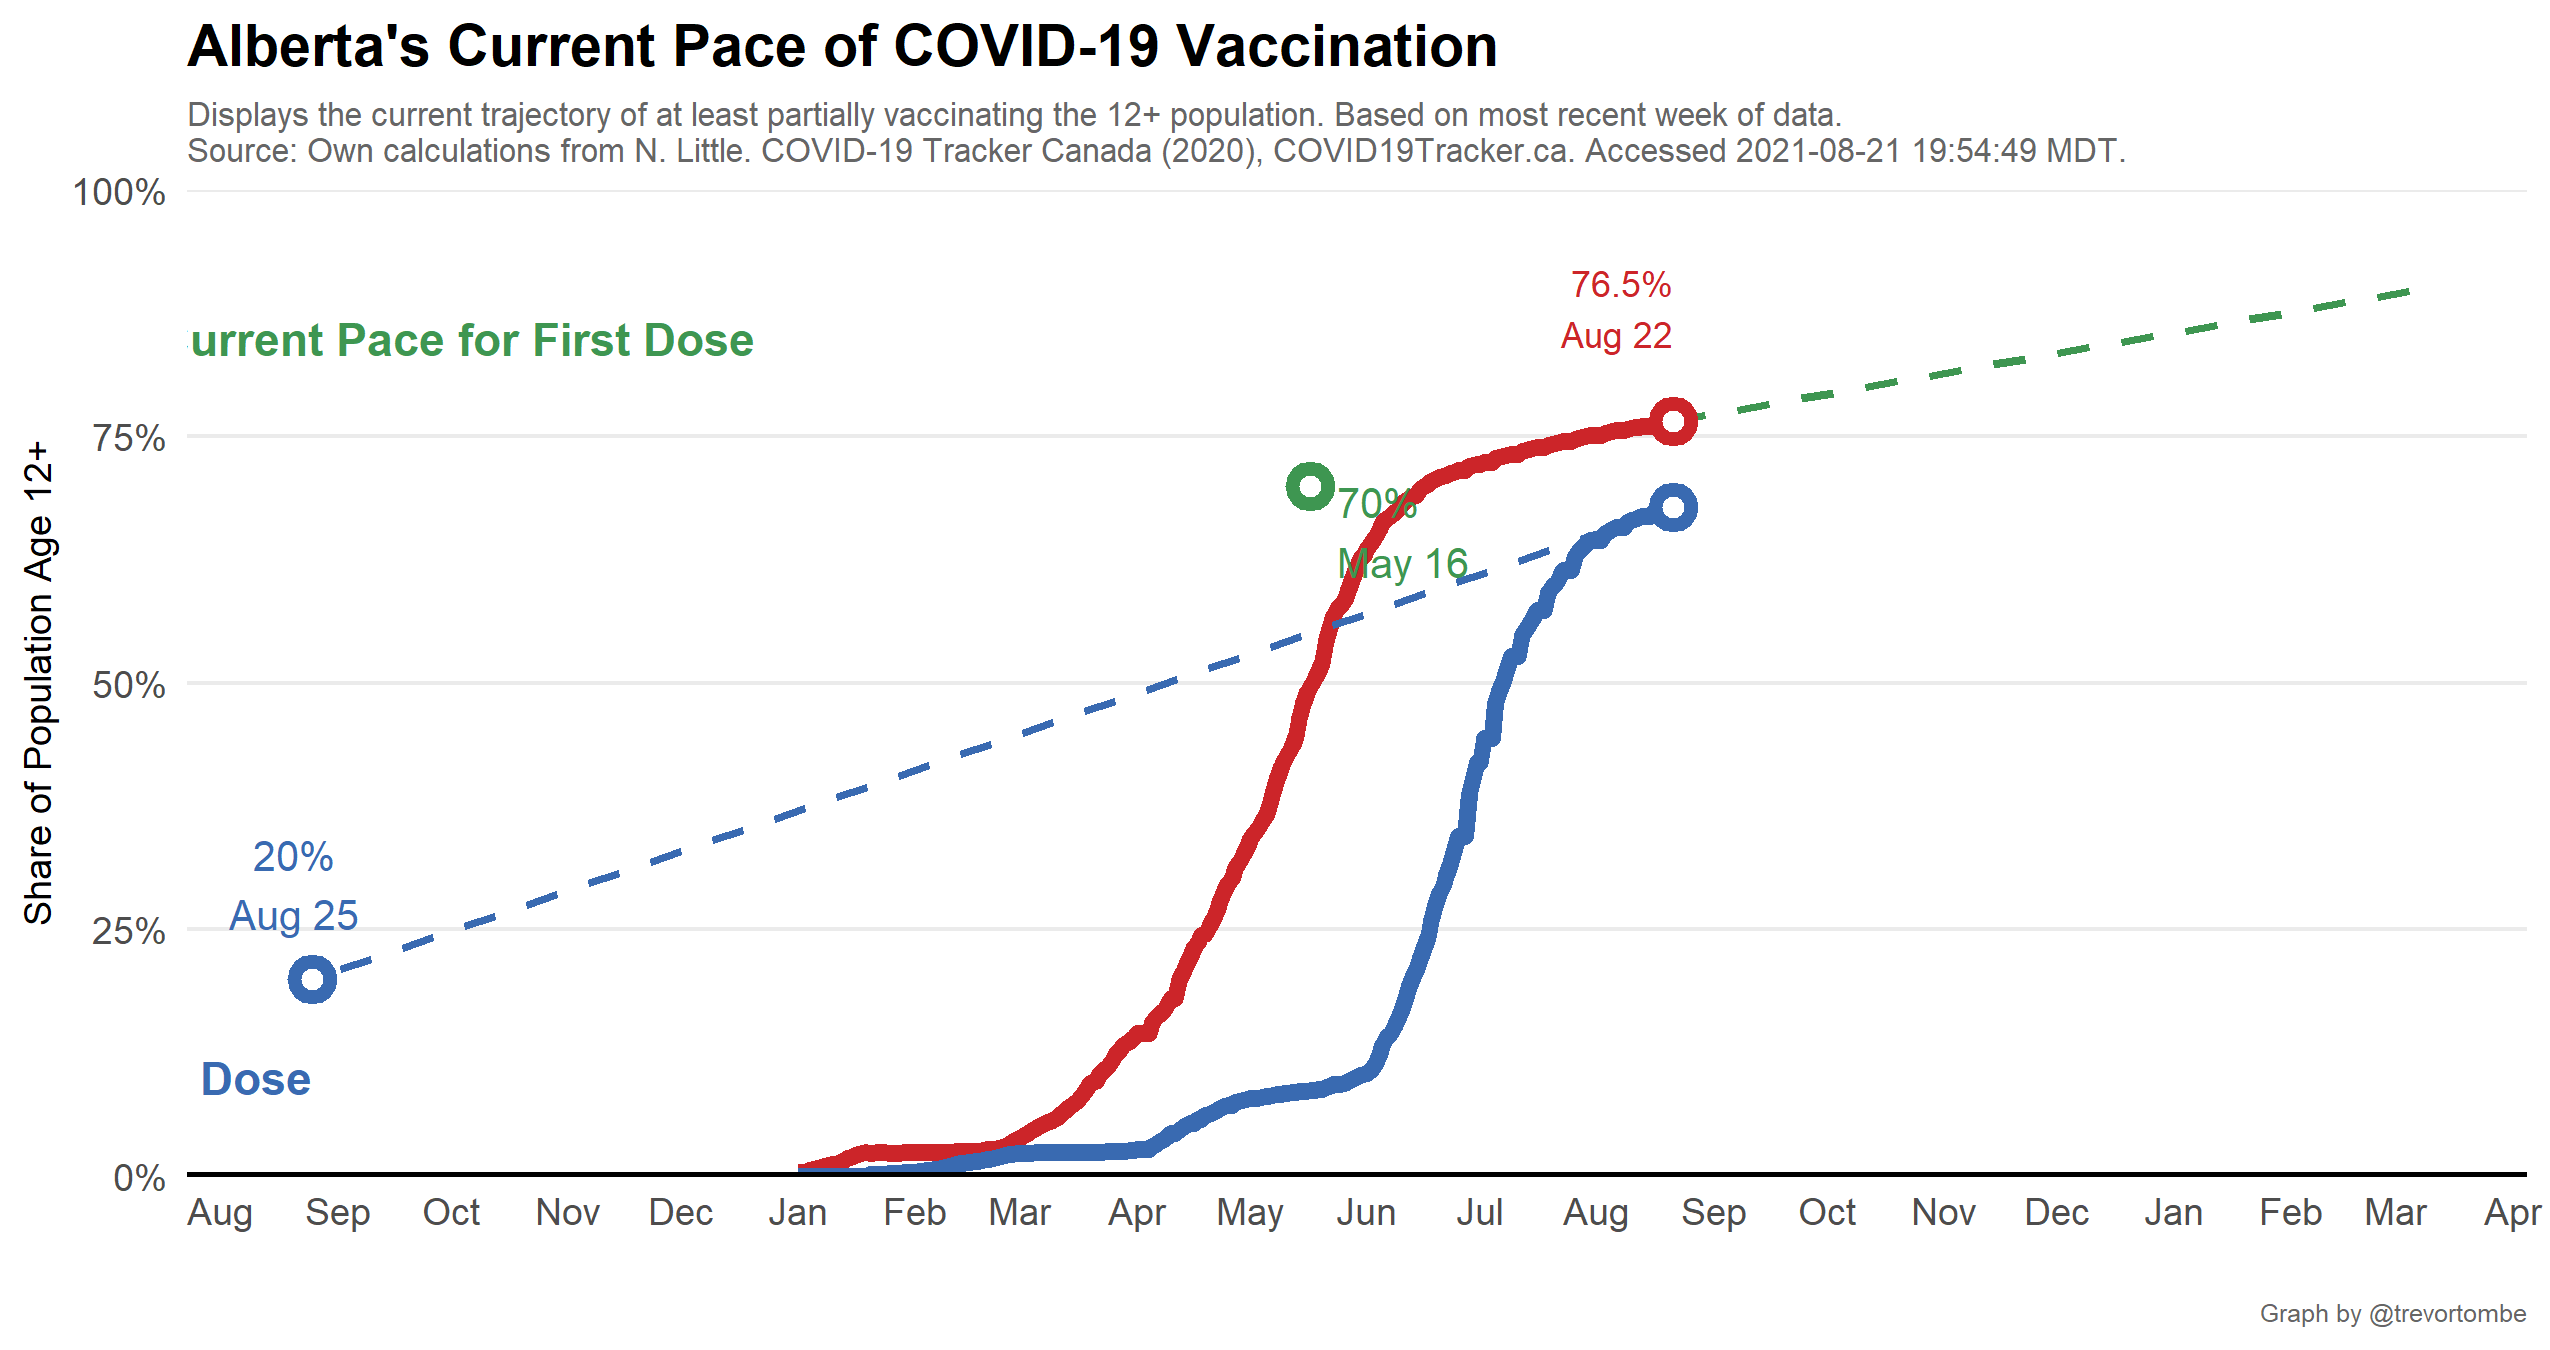 Alberta's Current Pace of COVID-19 Vaccination
Displays the current trajectory of at least partially vaccinating the 12+ population. Based on most recent week of data.
Source: Own calculations from N. Little. COVID-19 Tracker Canada (2020), COVID19Tracker.ca. Accessed 2021-08-21 19:54:49 MDT.
100%
75%
50%
25%
0%
Share of Population Age 12+
urrent Pace for First Dose
76.5%
Aug 22
70%
May 16
20%
Aug 25
Dose
Aug Sep Oct Nov Dec Jan Feb Mar Apr May Jun Jul Aug Sep Oct Nov Dec Jan Feb Mar Apr
Graph by @trevortombe